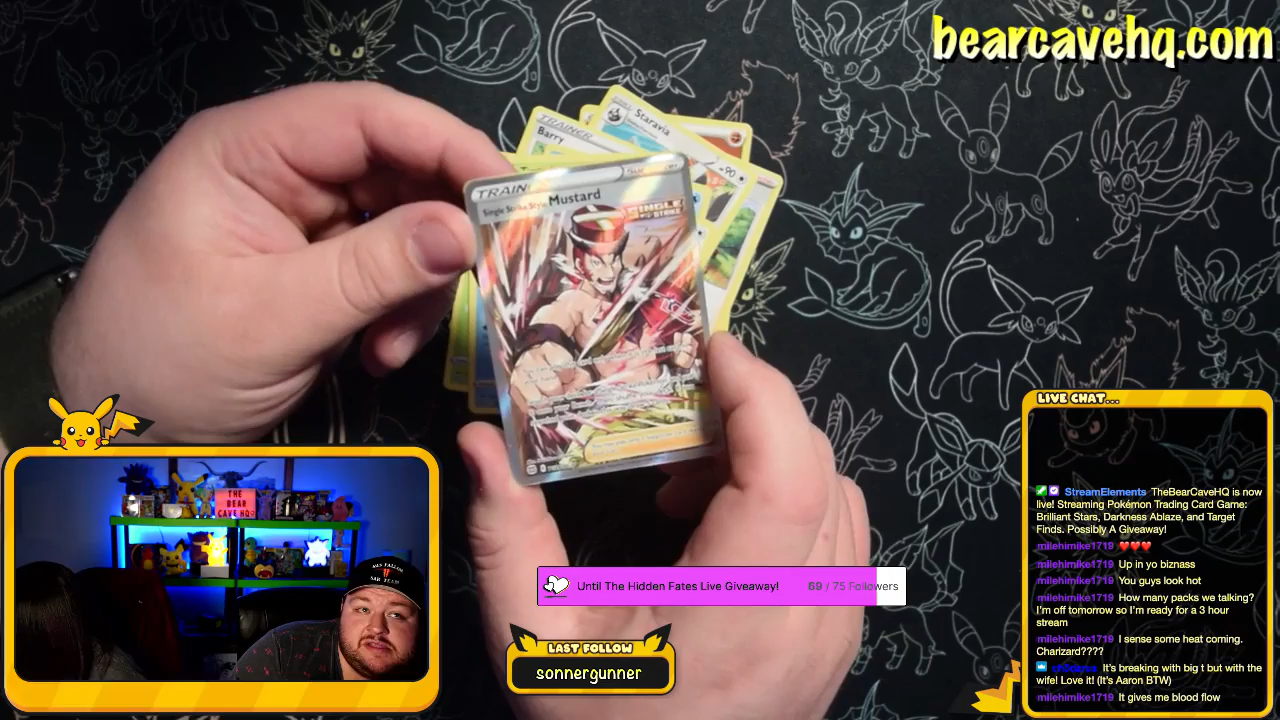 bearcavehq.com
Staravia
90
TRAINER
Barry
TRAIN
Single Strike Style Mustard
SINGLE STRIKE
LIVE CHAT...
StreamElements TheBearCaveHQ is now
live! Streaming Pokémon Trading Card Game:
Brilliant Stars, Darkness Ablaze, and Target
Finds. Possibly A Giveaway!
milehimike1719 ❤❤❤
milehimike1719 Up in yo biznass
milehimike1719 You guys look hot
milehimike1719 How many packs we talking?
I'm off tomorrow so I'm ready for a 3 hour
stream
milehimike1719 I sense some heat coming.
Charizard????
It's breaking with big t but with the
wife! Love it! (It's Aaron BTW)
milehimike1719 It gives me blood flow
THE
BEAR
CAVE HQ
Until The Hidden Fates Live Giveaway! 69 / 75 Followers
LAST FOLLOW
sonnergunner